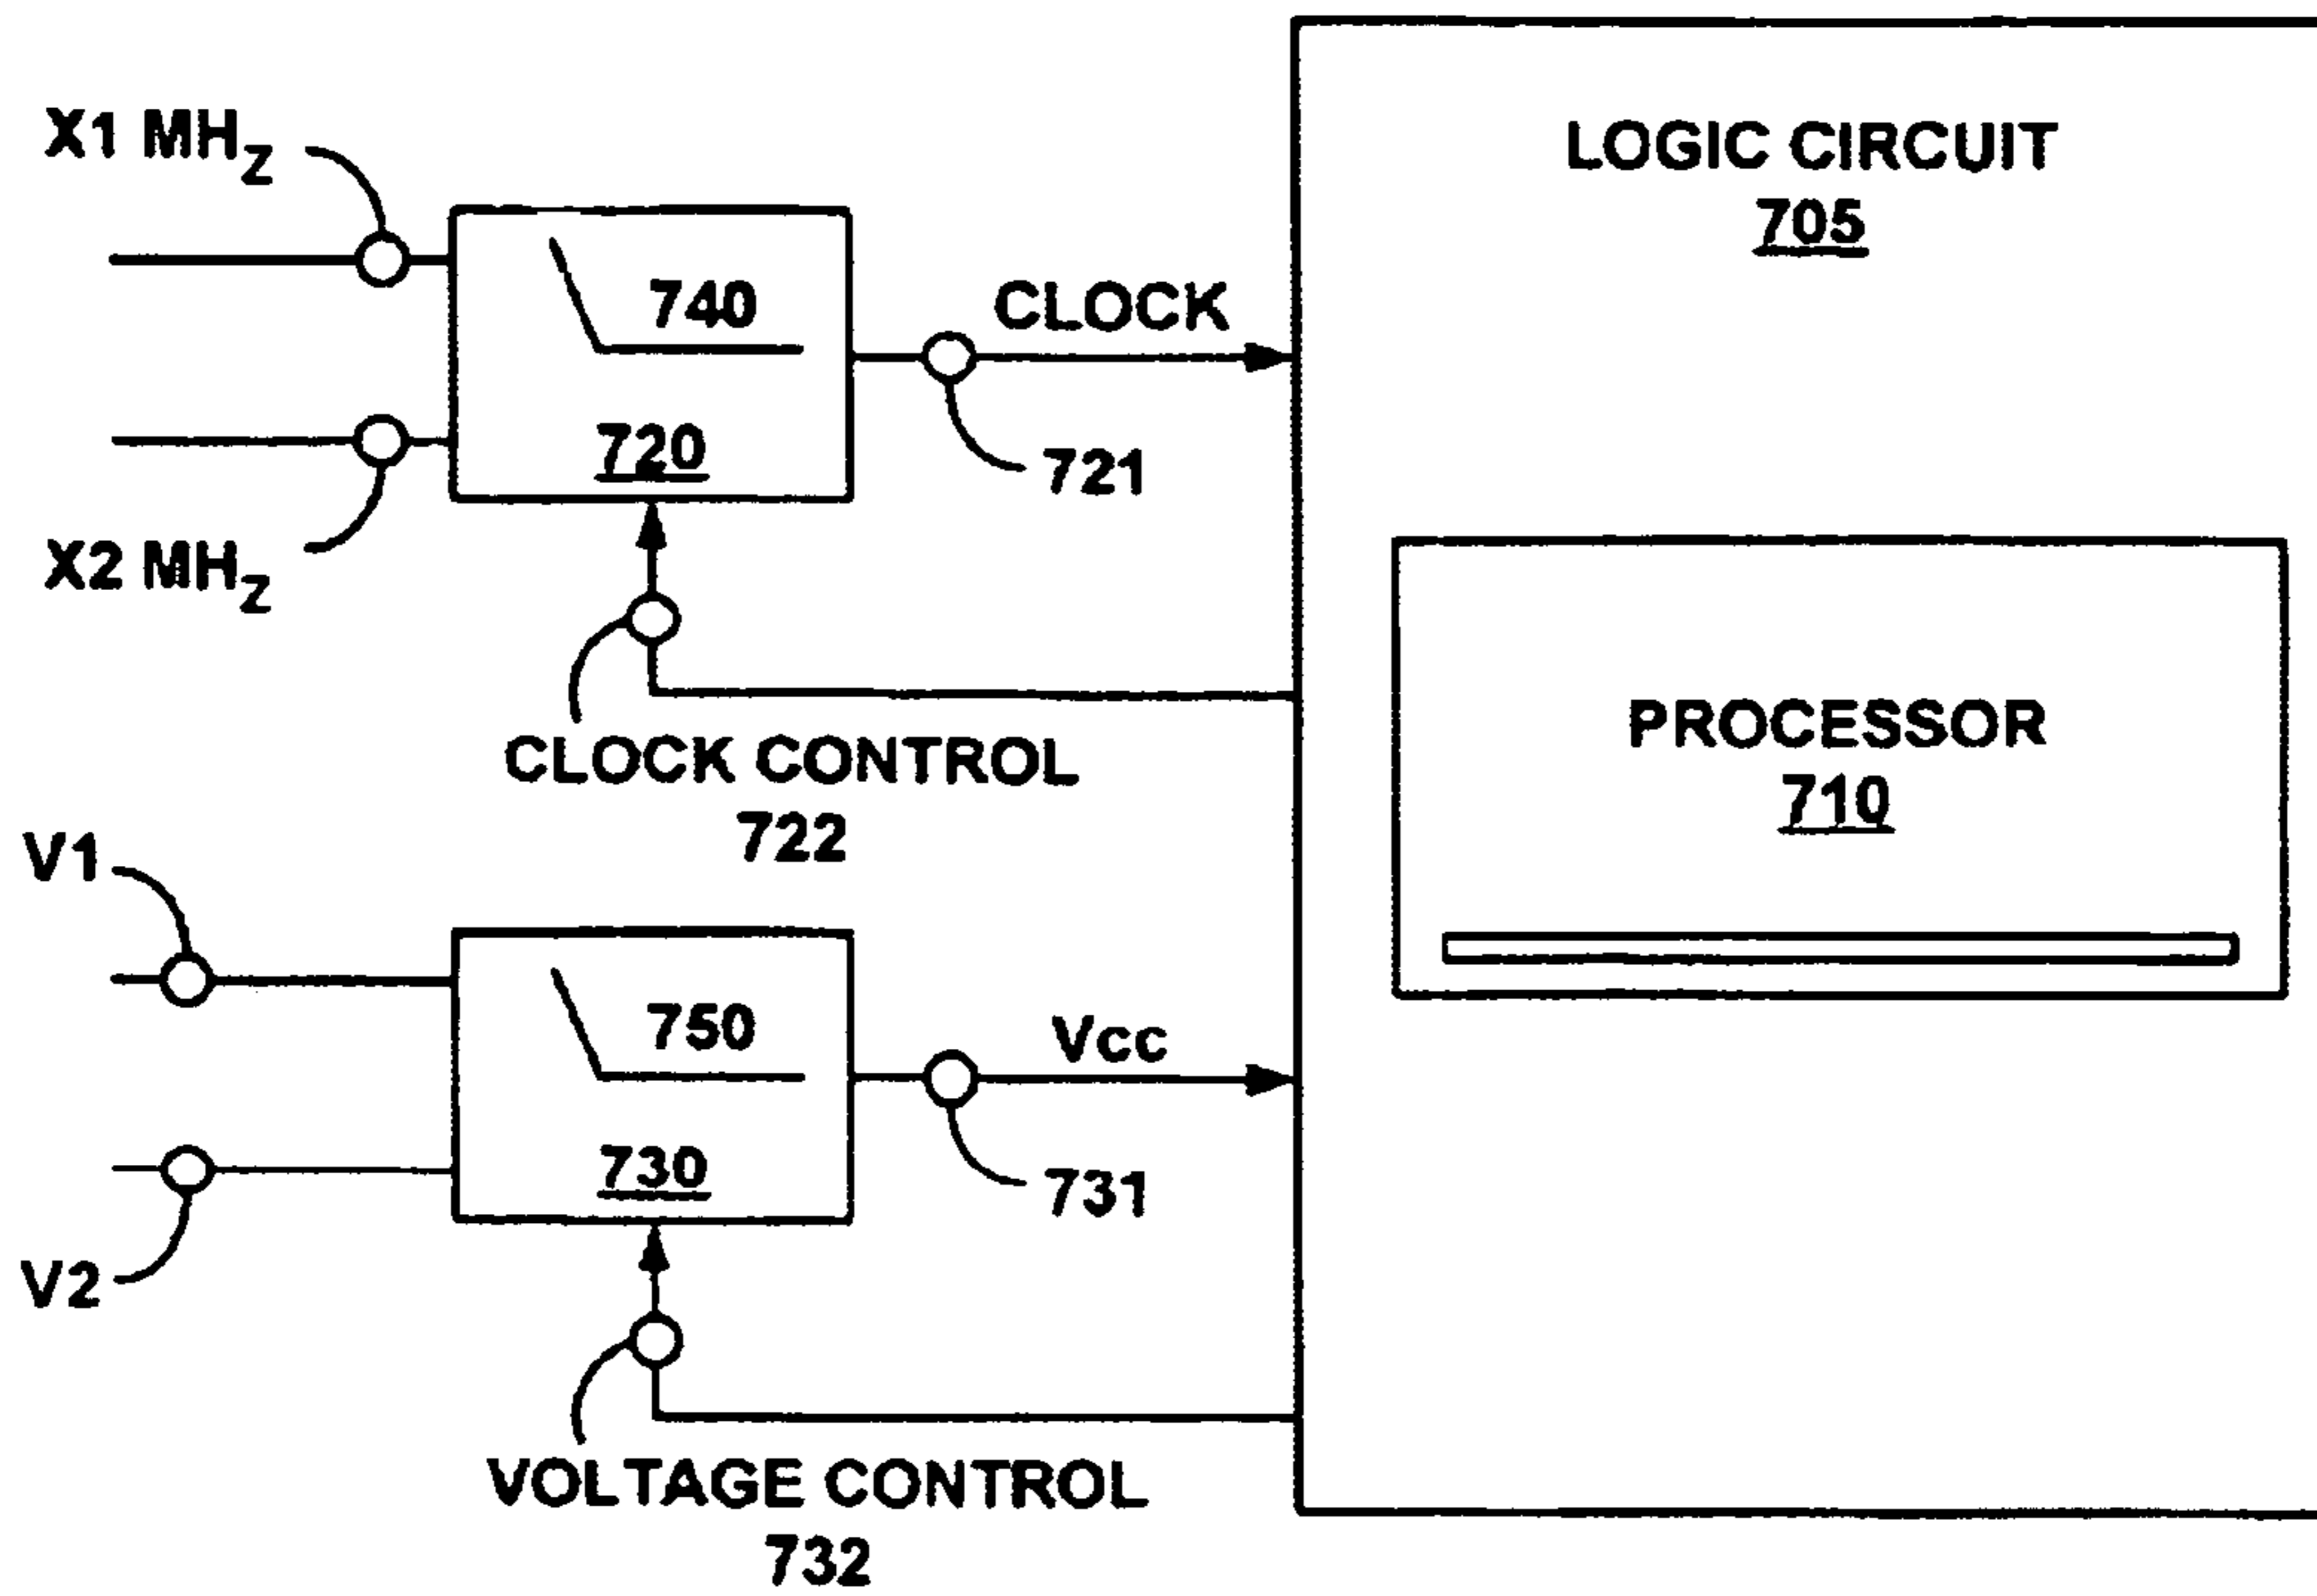 X1 MHZ
LOGIC CIRCUIT
705
740
CLOCK
720
721
X2 MHZ
PROCESSOR
710
CLOCK CONTROL
722
V1
750
Vcc
730
731
V2
VOLTAGE CONTROL
732